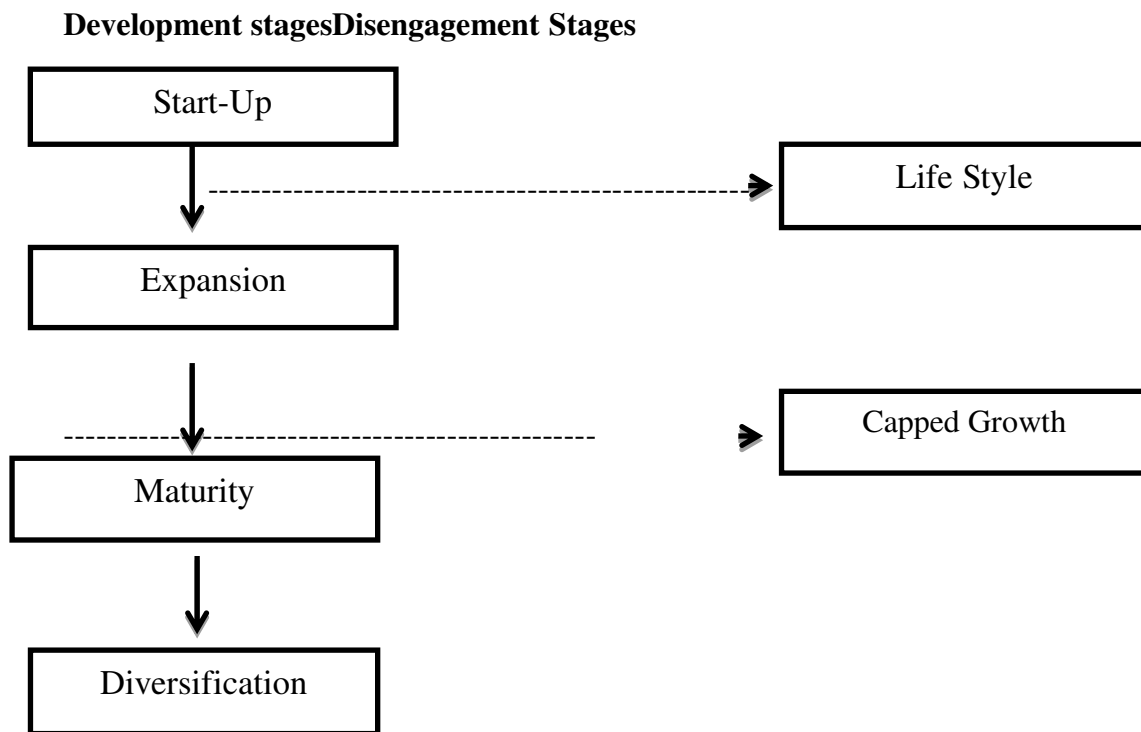 Development stagesDisengagement Stages
Start-Up
Life Style
Expansion
Capped Growth
Maturity
Diversification